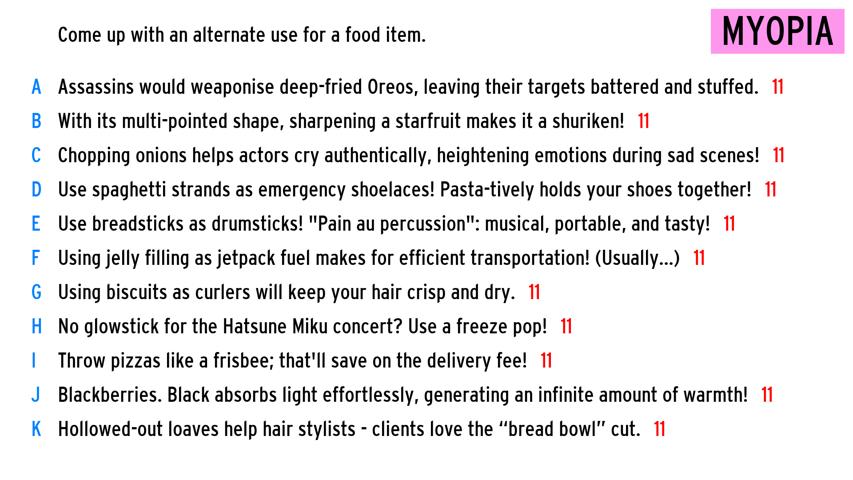 Come up with an alternate use for a food item.
MYOPIA
A Assassins would weaponise deep-fried Oreos, leaving their targets battered and stuffed. 11
B With its multi-pointed shape, sharpening a starfruit makes it a shuriken! 11
C Chopping onions helps actors cry authentically, heightening emotions during sad scenes! 11
D Use spaghetti strands as emergency shoelaces! Pasta-tively holds your shoes together! 11
E Use breadsticks as drumsticks! "Pain au percussion": musical, portable, and tasty! 11
F Using jelly filling as jetpack fuel makes for efficient transportation! (Usually...) 11
G Using biscuits as curlers will keep your hair crisp and dry. 11
H No glowstick for the Hatsune Miku concert? Use a freeze pop! 11
I Throw pizzas like a frisbee; that'll save on the delivery fee! 11
J Blackberries. Black absorbs light effortlessly, generating an infinite amount of warmth! 11
K Hollowed-out loaves help hair stylists - clients love the “bread bowl” cut. 11